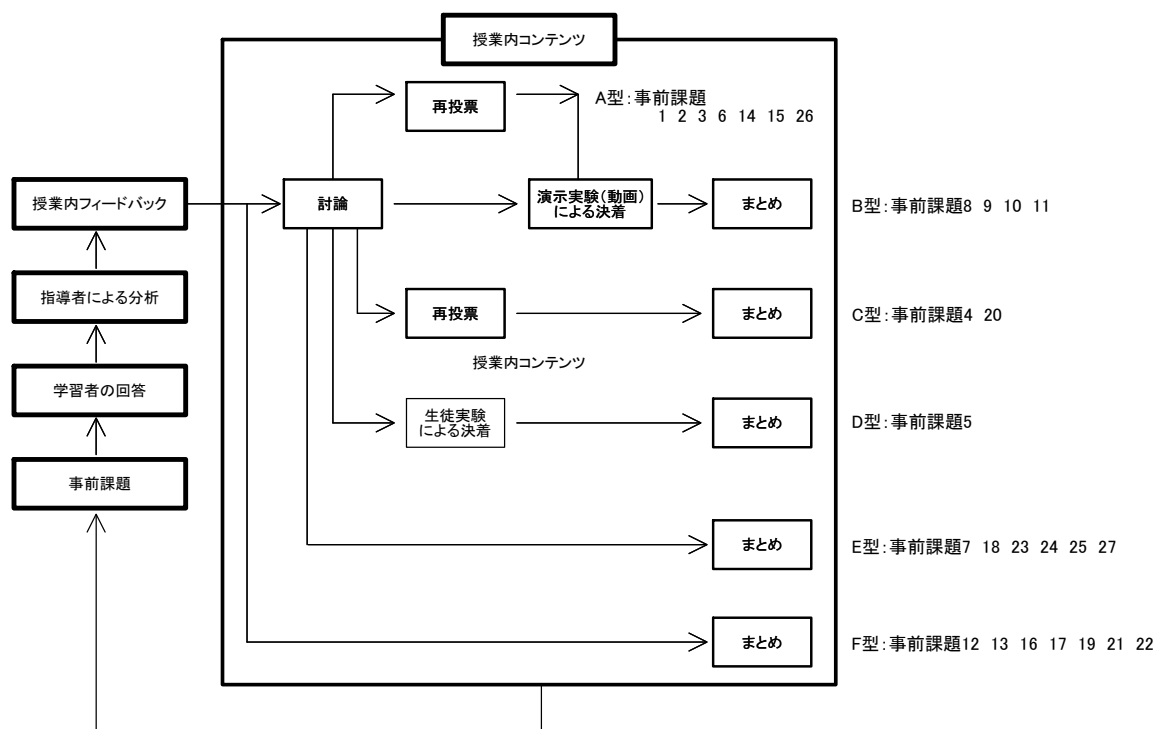 授業内コンテンツ
再投票
A型：事前課題
1 2 3 6 14 15 26
授業内フィードバック
討論
演示実験（動画）
による決着
まとめ
B型：事前課題8 9 10 11
指導者による分析
再投票
まとめ
C型：事前課題4 20
授業内コンテンツ
学習者の回答
生徒実験
による決着
まとめ
D型：事前課題5
事前課題
まとめ
E型：事前課題7 18 23 24 25 27
まとめ
F型：事前課題12 13 16 17 19 21 22